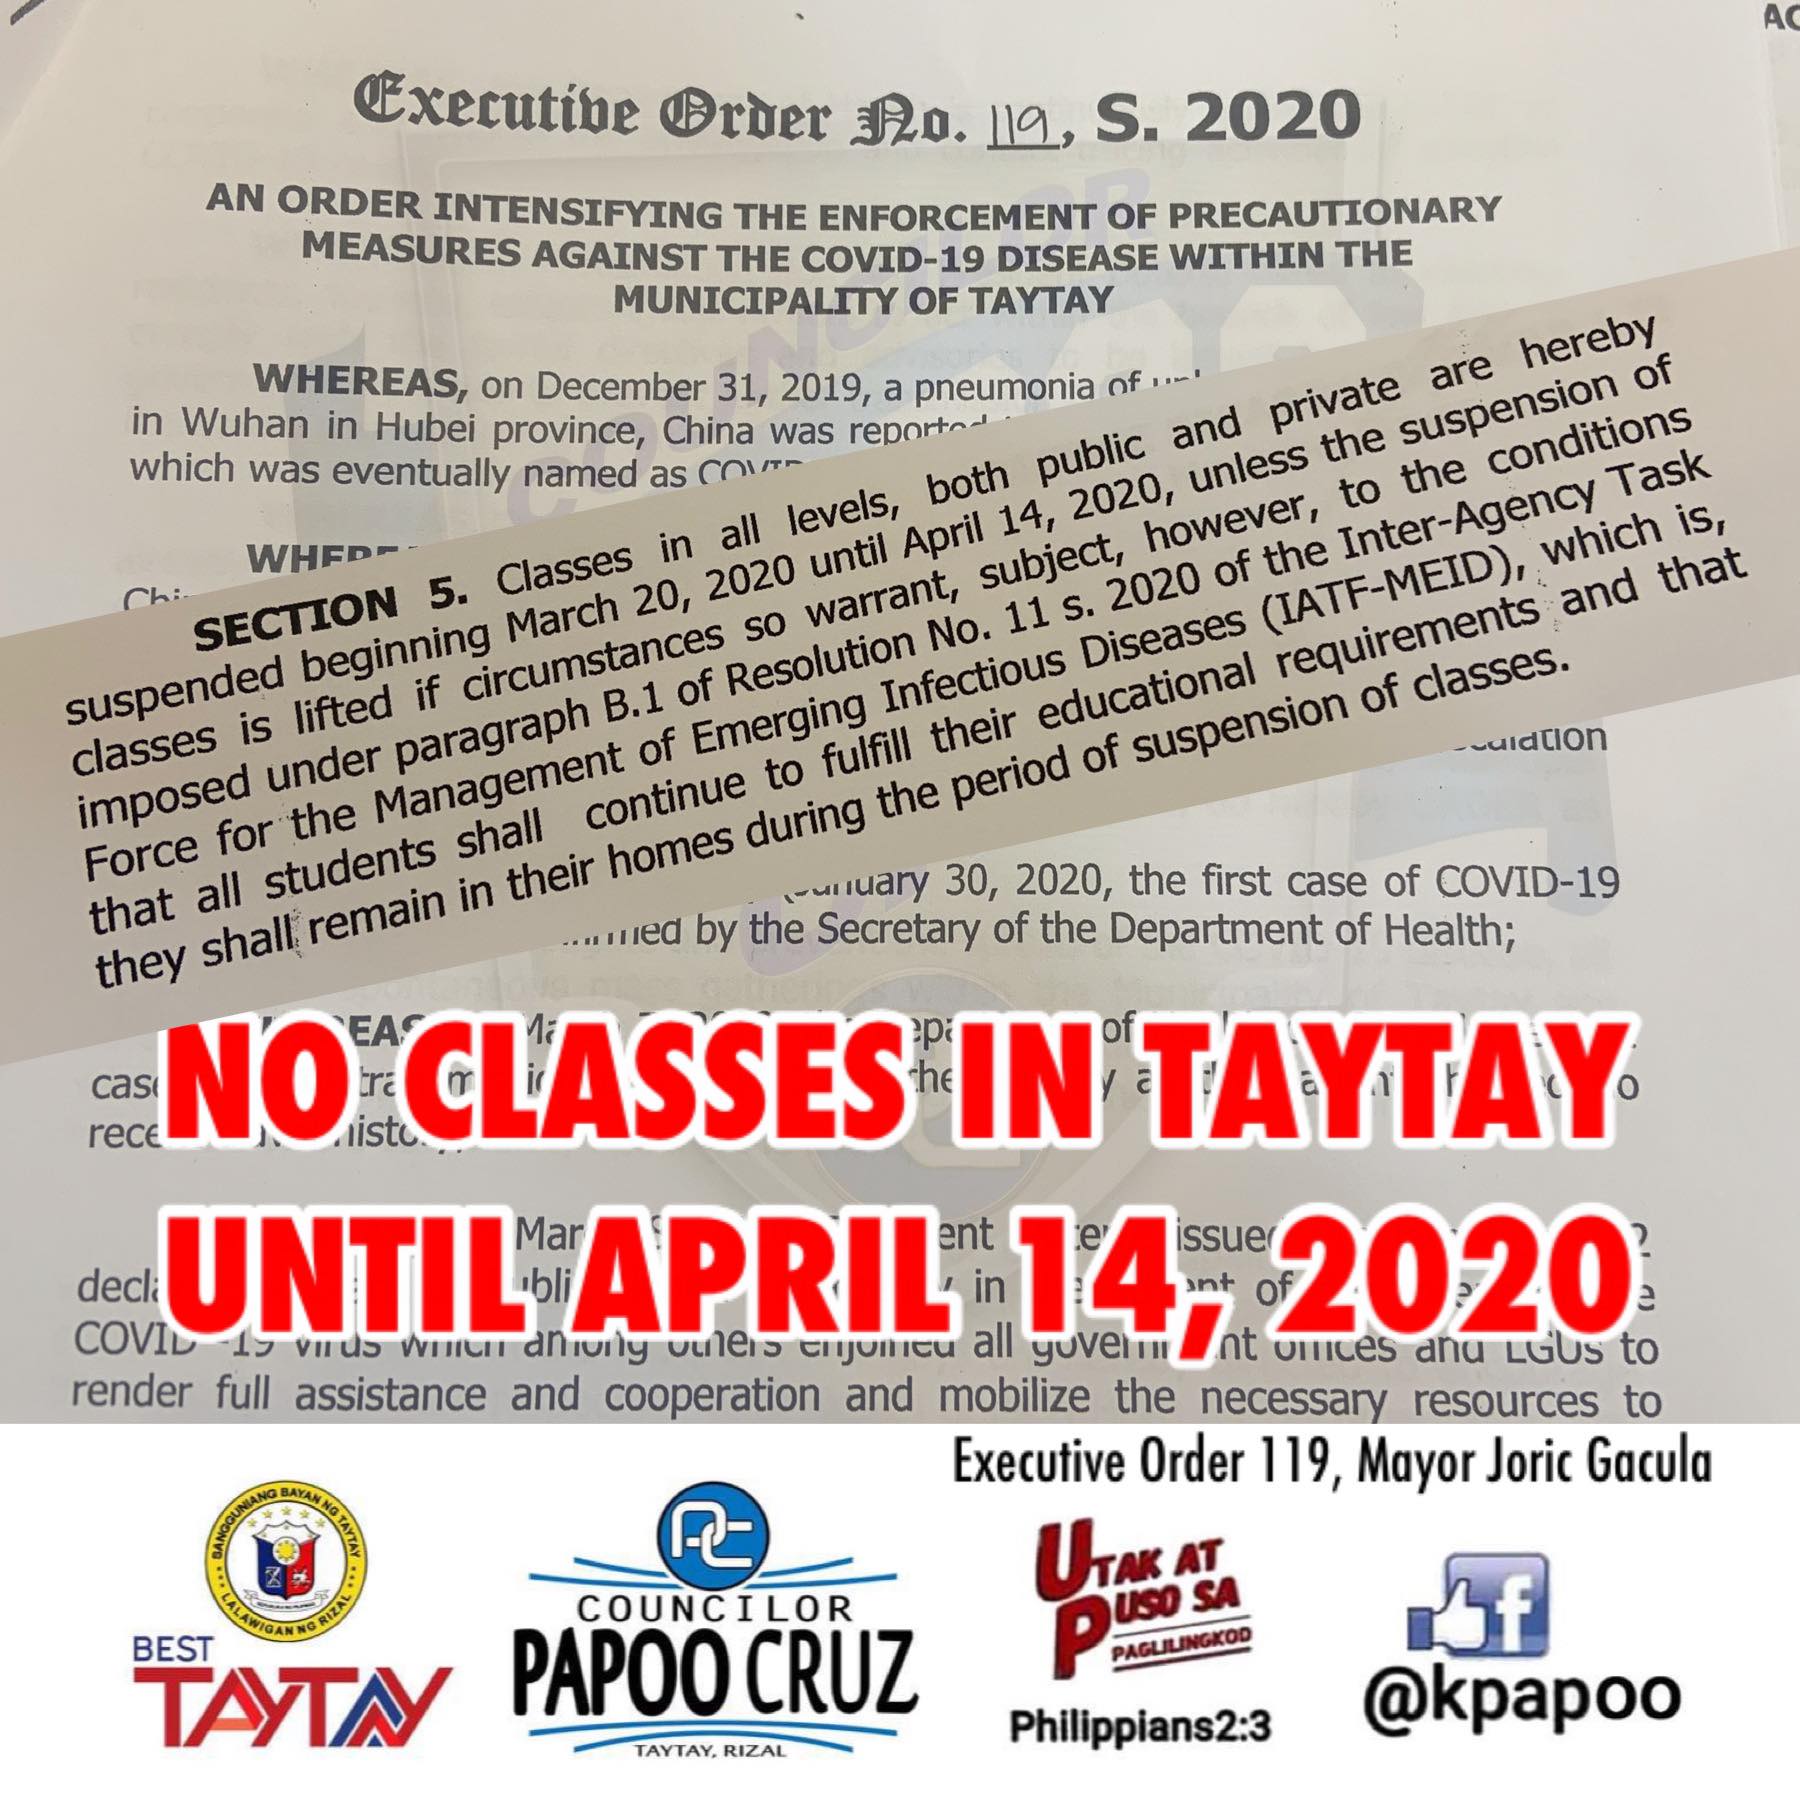 AC
Executive Order No. 119, S. 2020
AN ORDER INTENSIFYING THE ENFORCEMENT OF PRECAUTIONARY
MEASURES AGAINST THE COVID-19 DISEASE WITHIN THE
MUNICIPALITY OF TAYTAY
WHEREAS, on December 31, 2019, a pneumonia of
in Wuhan in Hubei province, China was
which was eventually named as
SECTION 5. Classes in all levels, both public and private are hereby
suspended beginning March 20, 2020 until April 14, 2020, unless the suspension of
classes is lifted if circumstances so warrant, subject, however, to the conditions
imposed under paragraph B.1 of Resolution No. 11 s. 2020 of the Inter-Agency Task
Force for the Management of Emerging Infectious Diseases (IATF-MEID), which is,
that all students shall continue to fulfill their educational requirements and that
they shall remain in their homes during the period of suspension of classes.
30, 2020, the first case of COVID-19
by the Secretary of the Department of Health;
NO CLASSES IN TAYTAY
UNTIL APRIL 14, 2020
COVID-19 virus which among others enjoined all government offices and LGUs to
render full assistance and cooperation and mobilize the necessary resources to
Executive Order 119, Mayor Joric Gacula
SANGGUNIANG BAYAN NG TAYTAY
LALAWIGAN NG RIZAL
BEST
TAYTAY
PC
COUNCILOR
PAPOO CRUZ
TAYTAY, RIZAL
UTAK AT
PUSO SA
PAGLILINGKOD
Philippians2:3
f
@kpapoo